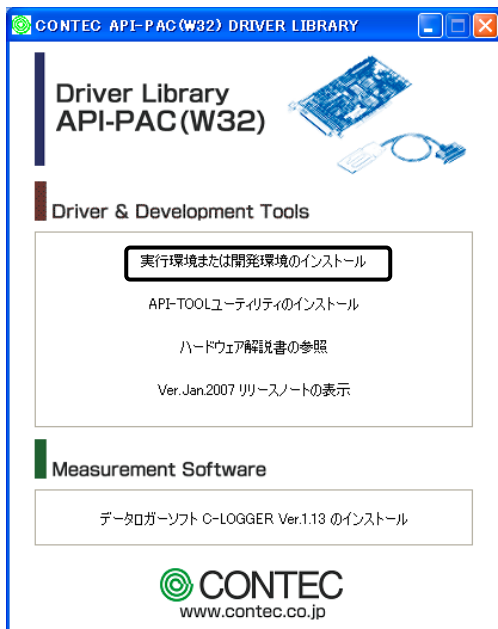 CONTEC API-PAC(W32) DRIVER LIBRARY
Driver Library
API-PAC(W32)
Driver & Development Tools
実行環境または開発環境のインストール
API-TOOLユーティリティのインストール
ハードウェア解説書の参照
Ver.Jan.2007 リリースノートの表示
Measurement Software
データロガーソフト C-LOGGER Ver.1.13 のインストール
CONTEC
www.contec.co.jp